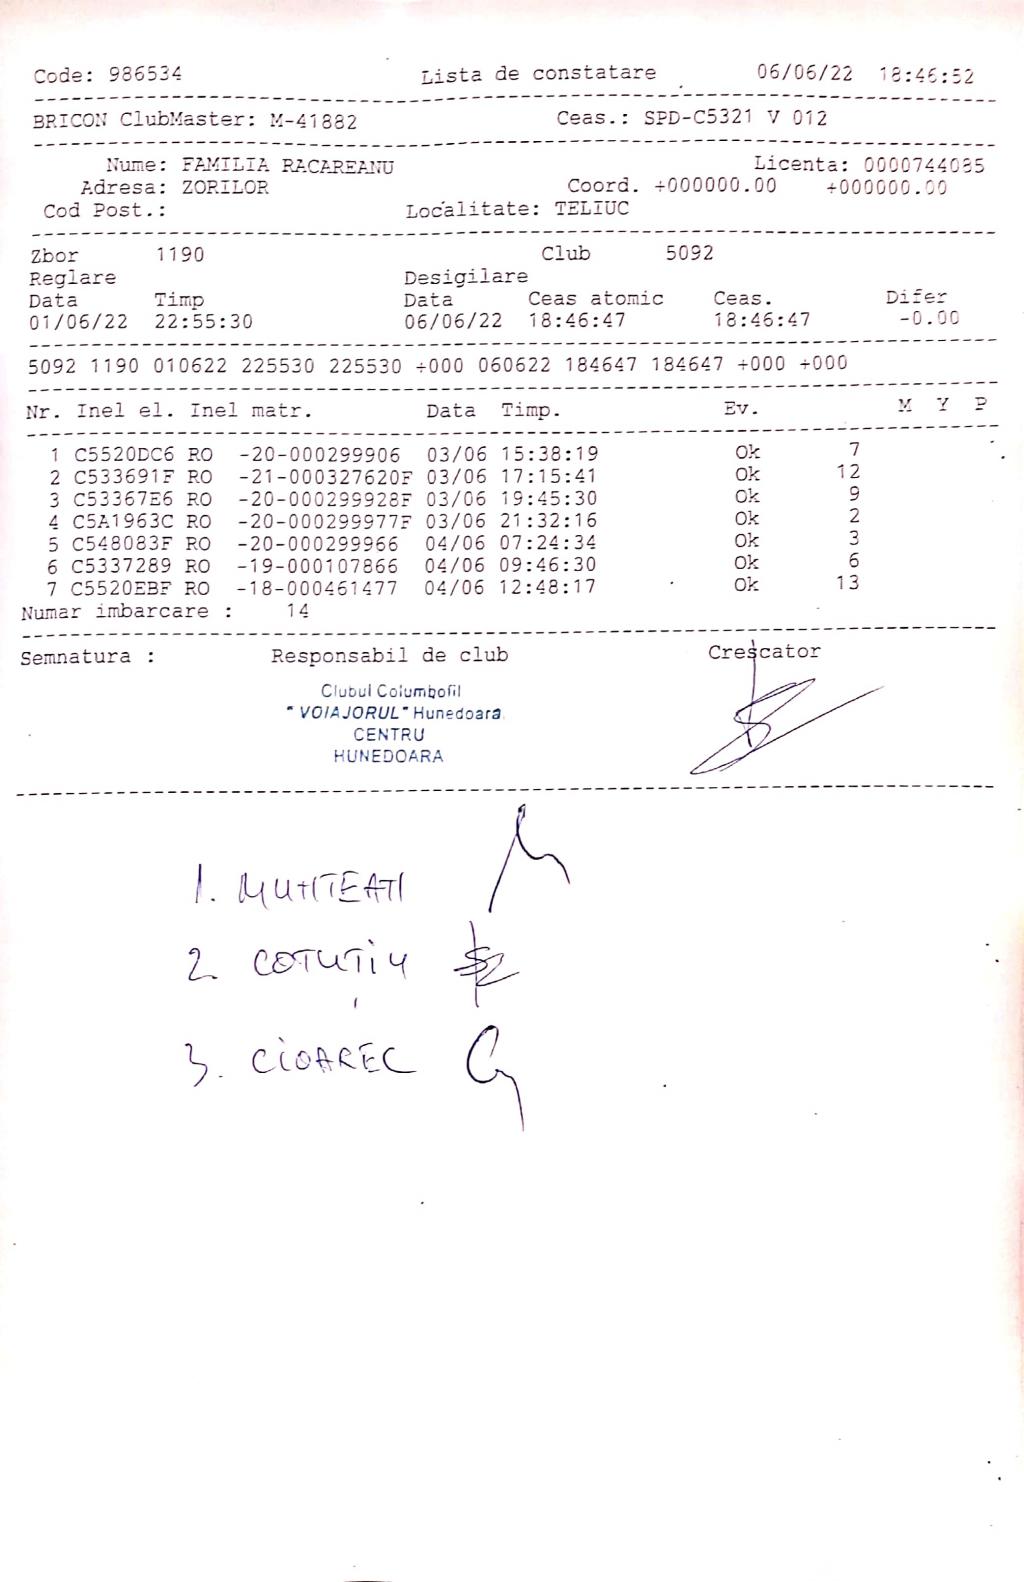 Code: 986534 Lista de constatare 06/06/22 18:46:52
BRICON ClubMaster: M-41882 Ceas.: SPD-C5321 V 012
Nume: FAMILIA RACAREANU Licenta: 0000744085
Adresa: ZORILOR Coord. +000000.00 +000000.00
Cod Post.: Localitate: TELIUC
Zbor 1190 Club 5092
Reglare Desigilare
Data Timp Data Ceas atomic Ceas. Difer
01/06/22 22:55:30 06/06/22 18:46:47 18:46:47 -0.00
5092 1190 010622 225530 225530 +000 060622 184647 184647 +000 +000
Nr. Inel el. Inel matr. Data Timp. Ev. M Y P
1 C5520DC6 RO -20-000299906 03/06 15:38:19 Ok 7
2 C533691F RO -21-000327620F 03/06 17:15:41 Ok 12
3 C53367E6 RO -20-000299928F 03/06 19:45:30 Ok 9
4 C5A1963C RO -20-000299977F 03/06 21:32:16 Ok 2
5 C548083F RO -20-000299966 04/06 07:24:34 Ok 3
6 C5337289 RO -19-000107866 04/06 09:46:30 Ok 6
7 C5520EBF RO -18-000461477 04/06 12:48:17 Ok 13
Numar imbarcare : 14
Semnatura : Responsabil de club Crescator
Clubul Columbofil
"VOIAJORUL" Hunedoara
CENTRU
HUNEDOARA
1. MUNTEAN
2. COTUȚIU
3. CIOAREC